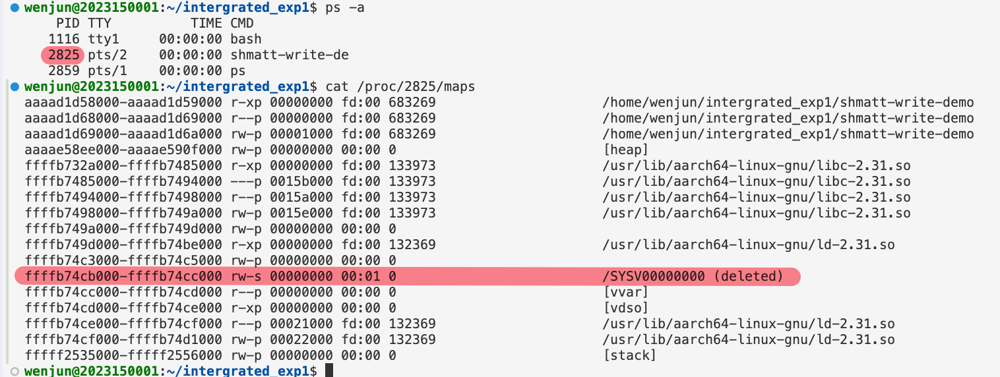 wenjun@2023150001:~/intergrated_exp1$ ps -a
    PID TTY          TIME CMD
   1116 tty1     00:00:00 bash
   2825 pts/2    00:00:00 shmatt-write-de
   2859 pts/1    00:00:00 ps
wenjun@2023150001:~/intergrated_exp1$ cat /proc/2825/maps
aaaad1d58000-aaaad1d59000 r-xp 00000000 fd:00 683269                     /home/wenjun/intergrated_exp1/shmatt-write-demo
aaaad1d68000-aaaad1d69000 r--p 00000000 fd:00 683269                     /home/wenjun/intergrated_exp1/shmatt-write-demo
aaaad1d69000-aaaad1d6a000 rw-p 00001000 fd:00 683269                     /home/wenjun/intergrated_exp1/shmatt-write-demo
aaaae58ee000-aaaae590f000 rw-p 00000000 00:00 0                          [heap]
ffffb732a000-ffffb7485000 r-xp 00000000 fd:00 133973                     /usr/lib/aarch64-linux-gnu/libc-2.31.so
ffffb7485000-ffffb7494000 ---p 0015b000 fd:00 133973                     /usr/lib/aarch64-linux-gnu/libc-2.31.so
ffffb7494000-ffffb7498000 r--p 0015a000 fd:00 133973                     /usr/lib/aarch64-linux-gnu/libc-2.31.so
ffffb7498000-ffffb749a000 rw-p 0015e000 fd:00 133973                     /usr/lib/aarch64-linux-gnu/libc-2.31.so
ffffb749a000-ffffb749d000 rw-p 00000000 00:00 0
ffffb749d000-ffffb74be000 r-xp 00000000 fd:00 132369                     /usr/lib/aarch64-linux-gnu/ld-2.31.so
ffffb74c3000-ffffb74c5000 rw-p 00000000 00:00 0
ffffb74cb000-ffffb74cc000 rw-s 00000000 00:01 0                          /SYSV00000000 (deleted)
ffffb74cc000-ffffb74cd000 r--p 00000000 00:00 0                          [vvar]
ffffb74cd000-ffffb74ce000 r-xp 00000000 00:00 0                          [vdso]
ffffb74ce000-ffffb74cf000 r--p 00021000 fd:00 132369                     /usr/lib/aarch64-linux-gnu/ld-2.31.so
ffffb74cf000-ffffb74d1000 rw-p 00022000 fd:00 132369                     /usr/lib/aarch64-linux-gnu/ld-2.31.so
fffff2535000-fffff2556000 rw-p 00000000 00:00 0                          [stack]
wenjun@2023150001:~/intergrated_exp1$